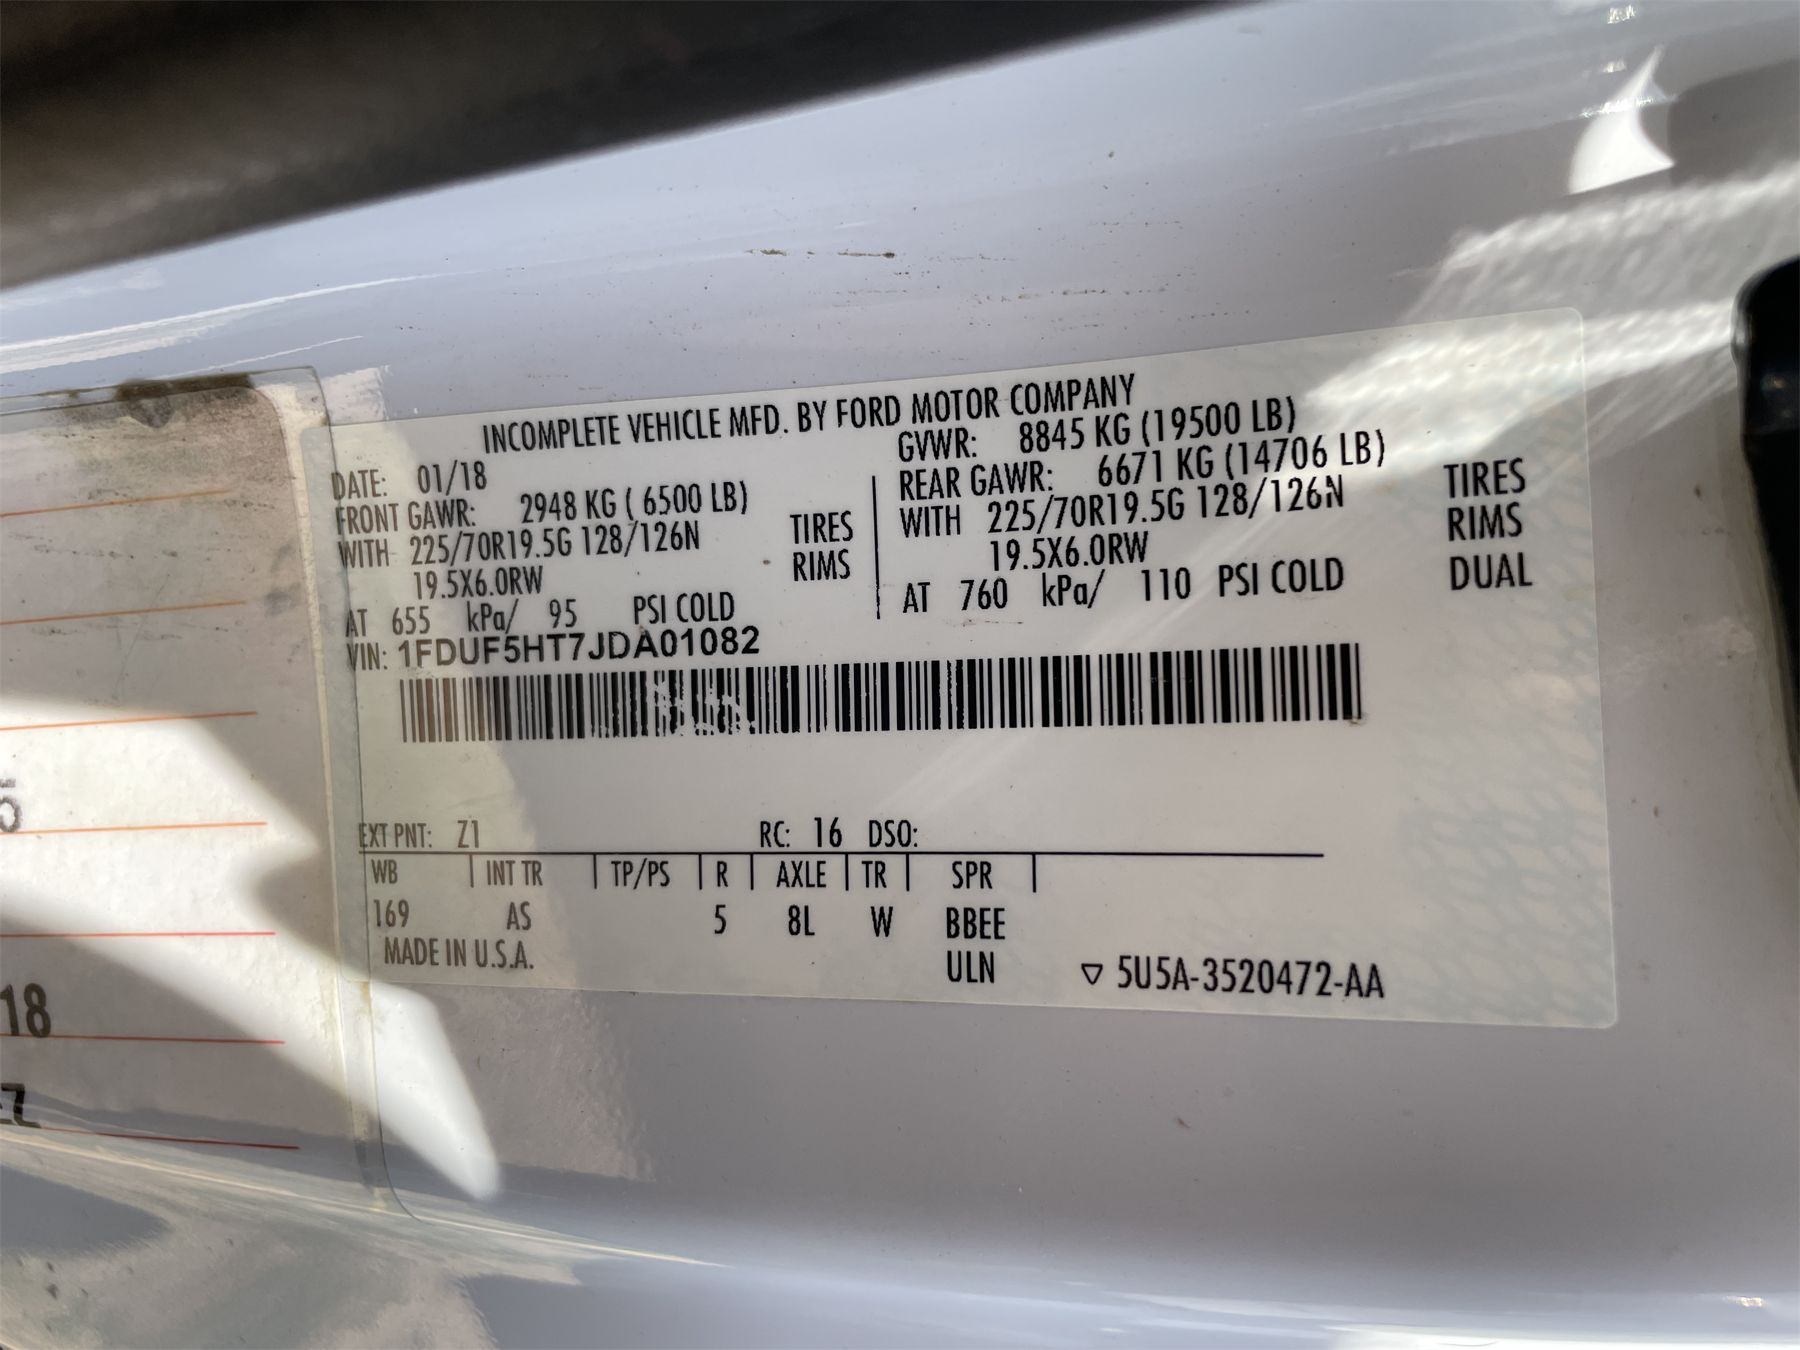 INCOMPLETE VEHICLE MFD. BY FORD MOTOR COMPANY
DATE: 01/18 GVWR: 8845 KG (19500 LB)
FRONT GAWR: 2948 KG ( 6500 LB) REAR GAWR: 6671 KG (14706 LB)
WITH 225/70R19.5G 128/126N TIRES WITH 225/70R19.5G 128/126N TIRES
19.5X6.0RW RIMS 19.5X6.0RW RIMS
AT 655 kPa/ 95 PSI COLD AT 760 kPa/ 110 PSI COLD DUAL
VIN: 1FDUF5HT7JDA01082
EXT PNT: Z1 RC: 16 DSO:
WB INT TR TP/PS R AXLE TR SPR
169 AS 5 8L W BBEE
MADE IN U.S.A. ULN ▽ 5U5A-3520472-AA
5
18